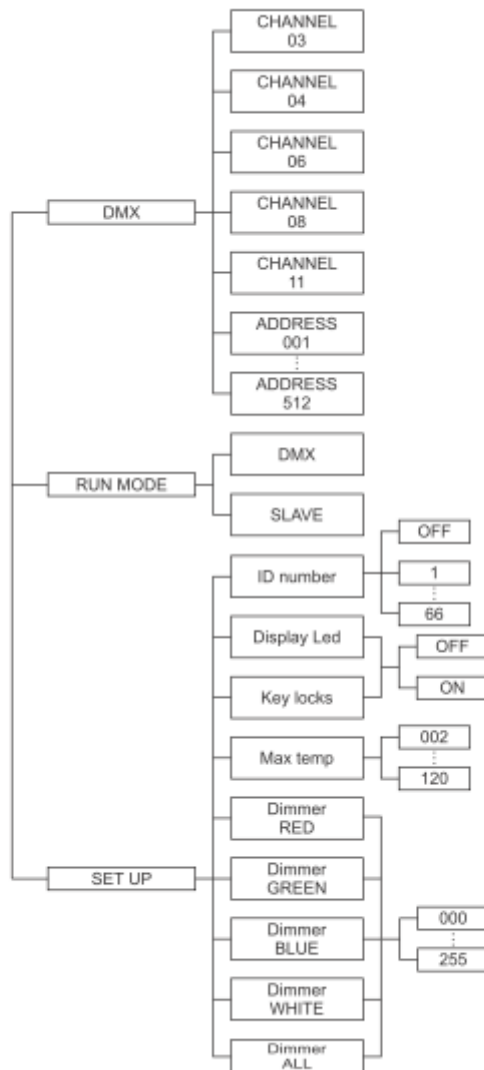 CHANNEL
03
CHANNEL
04
CHANNEL
06
DMX
CHANNEL
08
CHANNEL
11
ADDRESS
001
ADDRESS
512
RUN MODE
DMX
SLAVE
ID number
OFF
1
66
Display Led
OFF
Key locks
ON
Max temp
002
120
SET UP
Dimmer
RED
Dimmer
GREEN
Dimmer
BLUE
000
255
Dimmer
WHITE
Dimmer
ALL